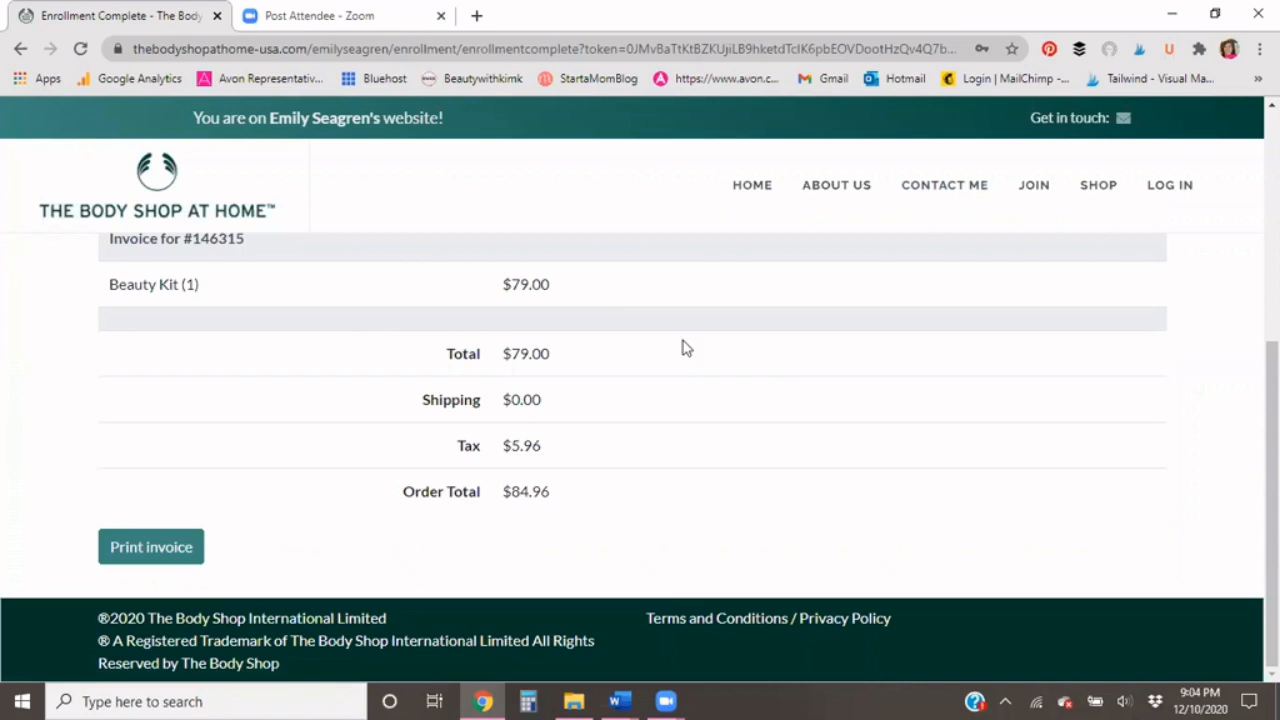 Enrollment Complete - The Body
Post Attendee - Zoom
thebodyshopathome-usa.com/emilyseagren/enrollment/enrollmentcomplete?token=0JMvBaTtKtBZKUjiLB9hketdTcIK6pbEOVDootHzQv4Q7b...
Apps
Google Analytics
Avon Representativ...
Bluehost
Beautywithkimk
StartaMomBlog
https://www.avon.c...
Gmail
Hotmail
Login | MailChimp -...
Tailwind - Visual Ma...
You are on Emily Seagren's website!
Get in touch:
THE BODY SHOP AT HOME™
HOME
ABOUT US
CONTACT ME
JOIN
SHOP
LOG IN
Invoice for #146315
Beauty Kit (1) $79.00
Total $79.00
Shipping $0.00
Tax $5.96
Order Total $84.96
Print invoice
®2020 The Body Shop International Limited
® A Registered Trademark of The Body Shop International Limited All Rights
Reserved by The Body Shop
Terms and Conditions / Privacy Policy
Type here to search
9:04 PM
12/10/2020